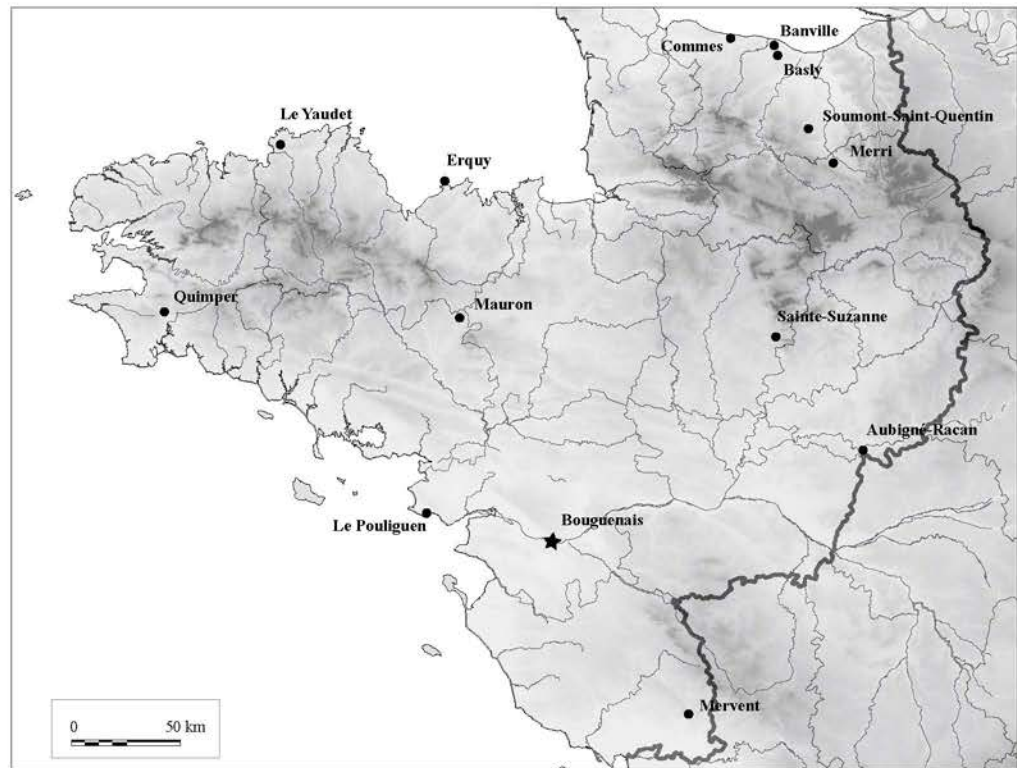 Banville
Commes
Basly
Le Yaudet
Soumont-Saint-Quentin
Merri
Erquy
Quimper
Mauron
Sainte-Suzanne
Aubigné-Racan
Le Pouliguen
Bouguenais
Mervent
0 50 km